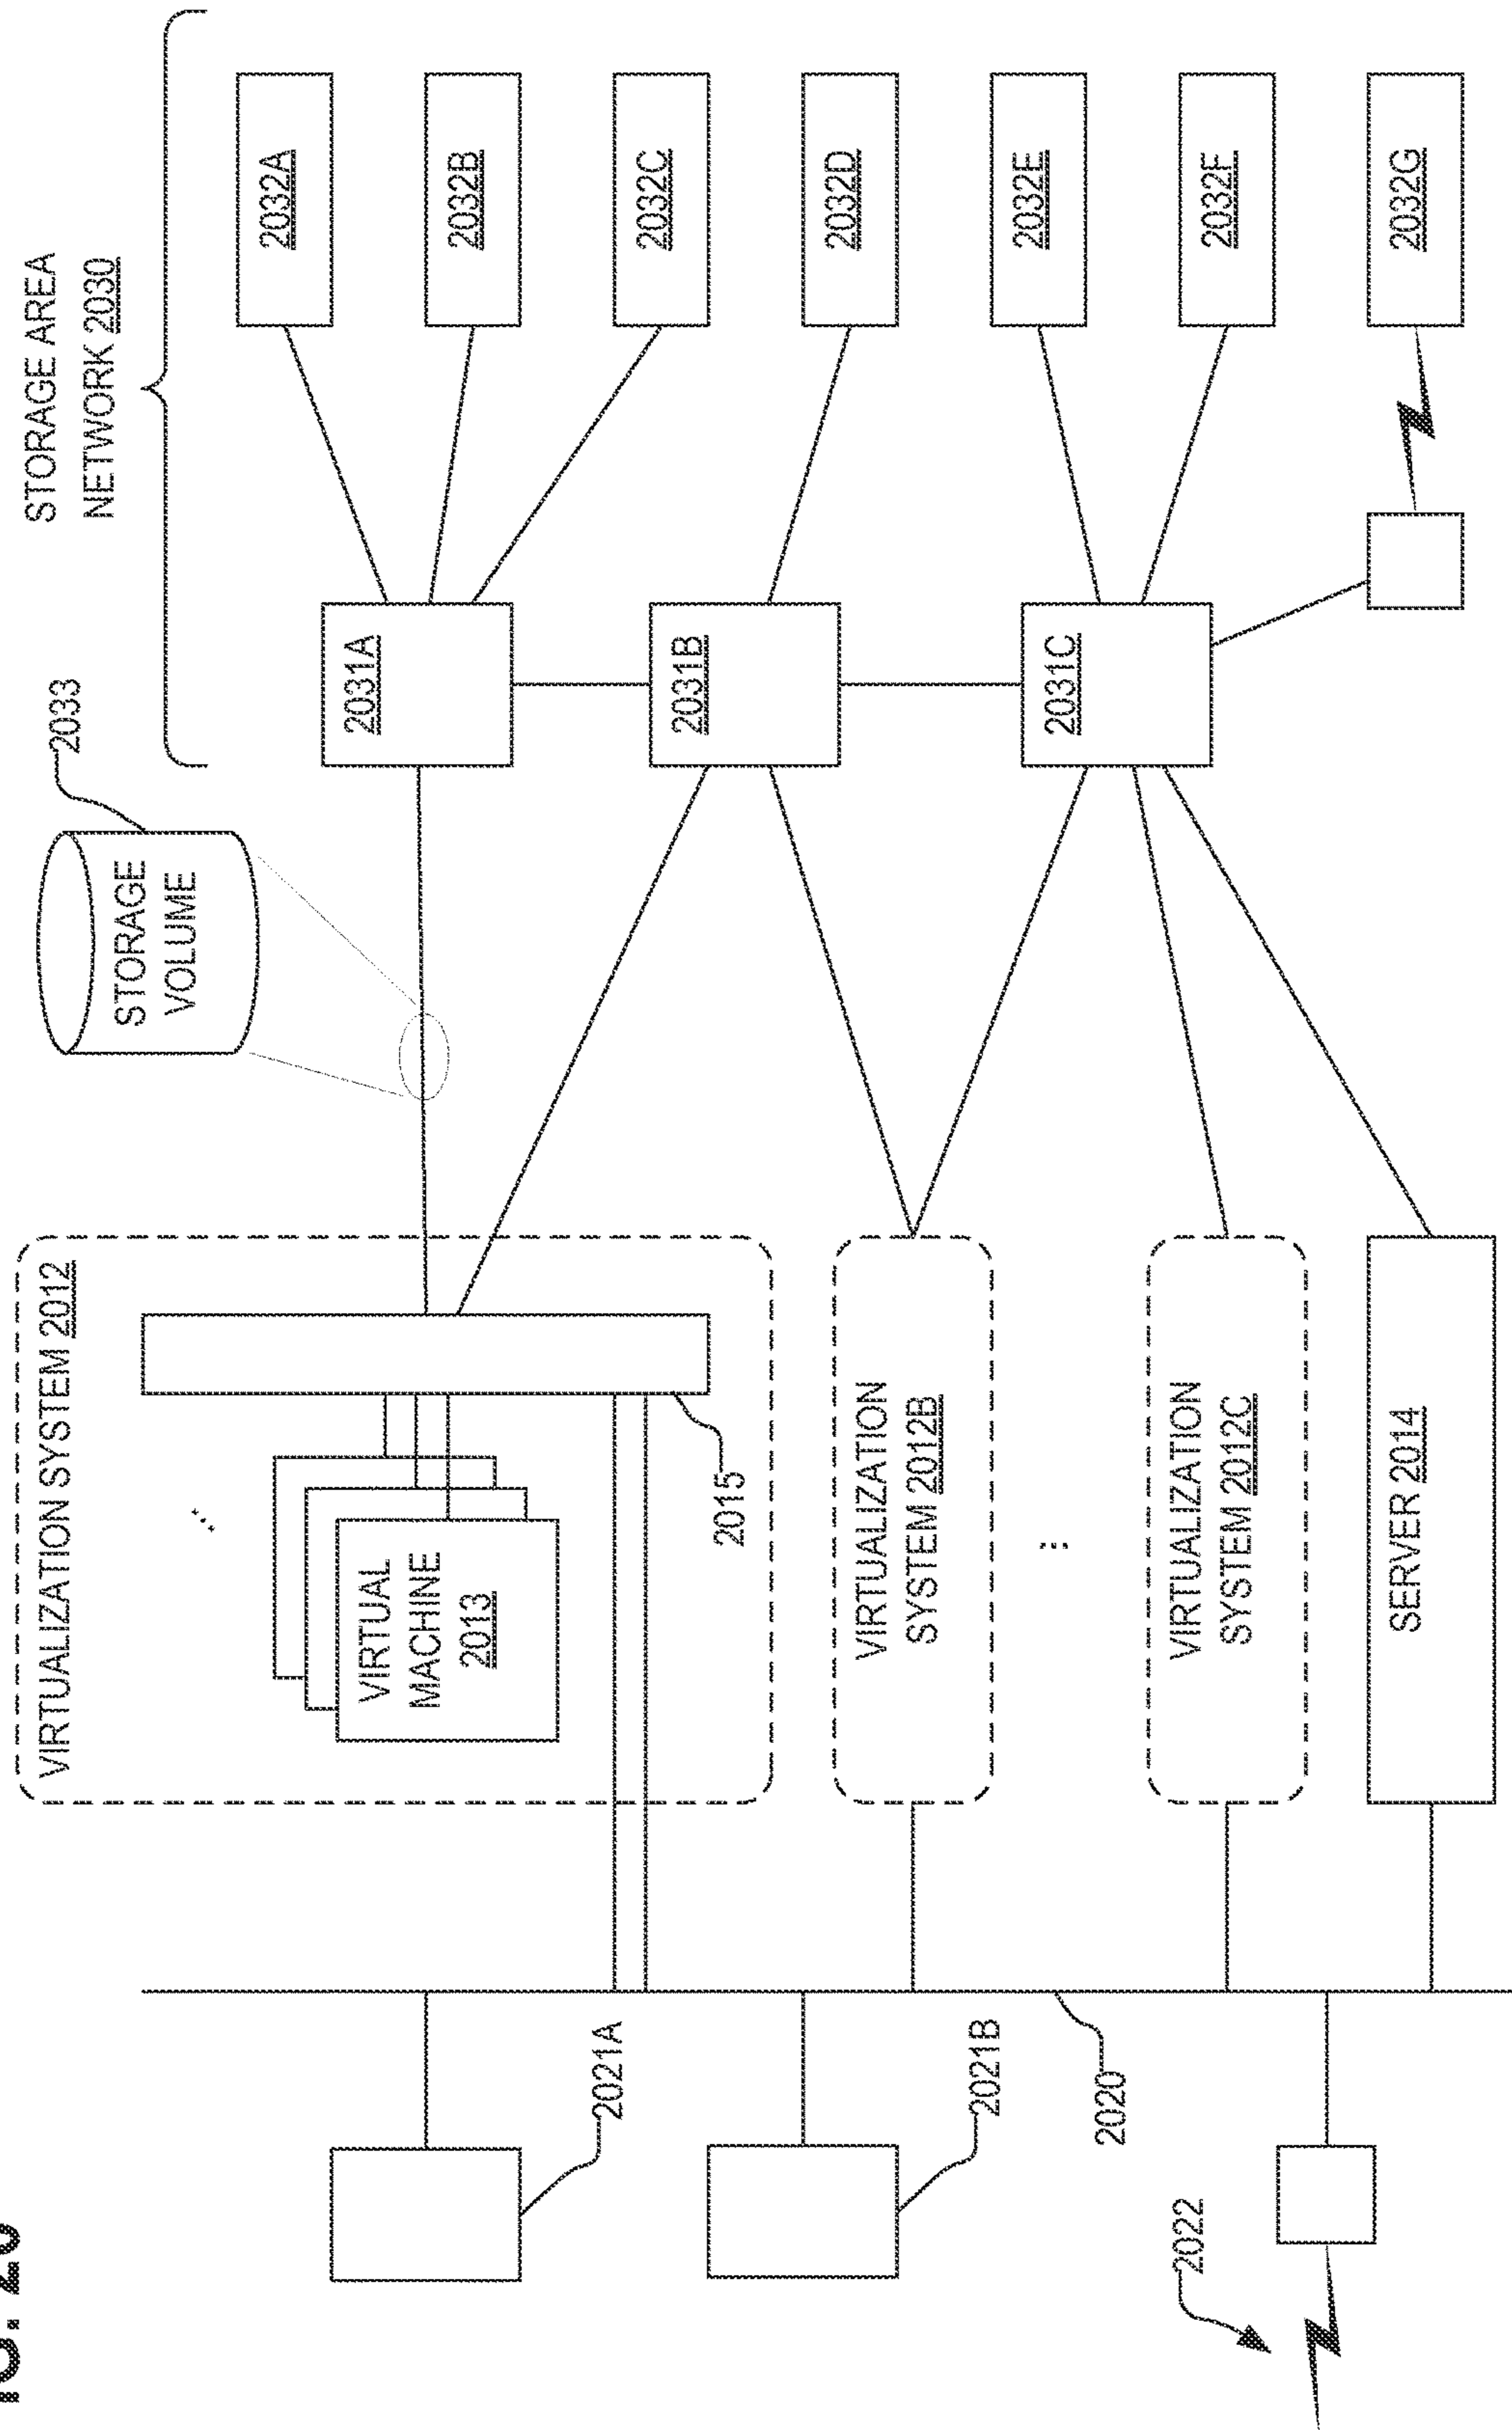 STORAGE AREA
NETWORK 2030
2033
STORAGE
VOLUME
VIRTUALIZATION SYSTEM 2012
VIRTUAL
MACHINE
2013
2015
2021A
2021B
2020
2022
VIRTUALIZATION
SYSTEM 2012B
VIRTUALIZATION
SYSTEM 2012C
SERVER 2014
2031A
2031B
2031C
2032A
2032B
2032C
2032D
2032E
2032F
2032G